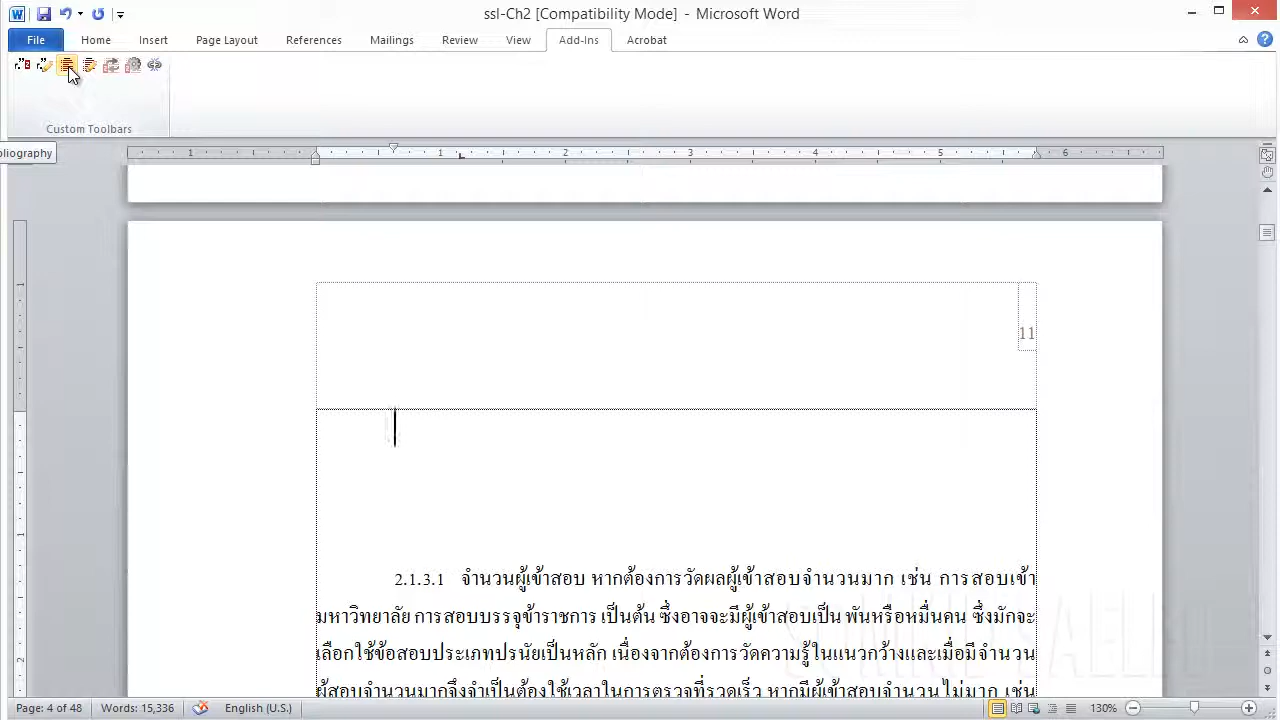 ssl-Ch2 [Compatibility Mode] - Microsoft Word
File Home Insert Page Layout References Mailings Review View Add-Ins Acrobat
Custom Toolbars
bliography
1 1 2 3 4 5 6
11
2.1.3.1 จำนวนผู้เข้าสอบ หากต้องการวัดผลผู้เข้าสอบจำนวนมาก เช่น การสอบเข้า
มหาวิทยาลัย การสอบบรรจุข้าราชการ เป็นต้น ซึ่งอาจจะมีผู้เข้าสอบเป็น พันหรือหมื่นคน ซึ่งมักจะ
เลือกใช้ข้อสอบประเภทปรนัยเป็นหลัก เนื่องจากต้องการวัดความรู้ในแนวกว้างและเมื่อมีจำนวน
ผู้สอบจำนวนมากจึงจำเป็นต้องใช้เวลาในการตรวจที่รวดเร็ว หากมีผู้เข้าสอบจำนวน ไม่มาก เช่น
Page: 4 of 48 Words: 15,336 English (U.S.) 130%